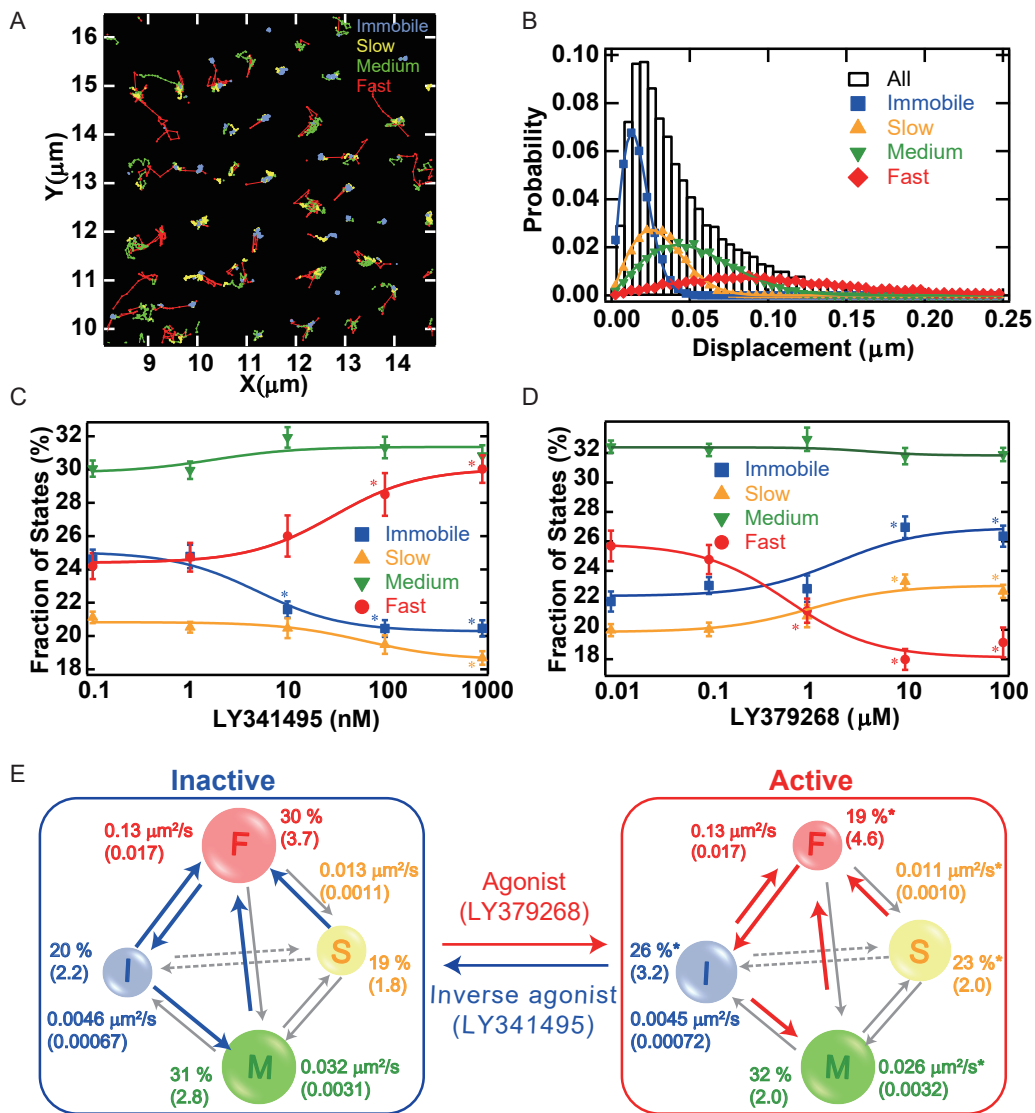 A
Immobile
Slow
Medium
Fast
16
15
14
13
12
11
10
Y(μm)
9 10 11 12 13 14
X(μm)
B
0.10
0.08
0.06
0.04
0.02
0.00
Probability
All
Immobile
Slow
Medium
Fast
0.00 0.05 0.10 0.15 0.20 0.25
Displacement (μm)
C
32
30
28
26
24
22
20
18
Fraction of States (%)
Immobile
Slow
Medium
Fast
* * * * * *
0.1 1 10 100 1000
LY341495 (nM)
D
32
30
28
26
24
22
20
18
Fraction of States (%)
Immobile
Slow
Medium
Fast
* * * * * * *
0.01 0.1 1 10 100
LY379268 (μM)
E
Inactive
0.13 μm²/s
(0.017)
F
30 %
(3.7)
0.013 μm²/s
(0.0011)
20 %
(2.2)
I
S
19 %
(1.8)
0.0046 μm²/s
(0.00067)
31 %
(2.8)
M
0.032 μm²/s
(0.0031)
Agonist
(LY379268)
Inverse agonist
(LY341495)
Active
0.13 μm²/s
(0.017)
F
19 %*
(4.6)
0.011 μm²/s*
(0.0010)
26 %*
(3.2)
I
S
23 %*
(2.0)
0.0045 μm²/s
(0.00072)
32 %
(2.0)
M
0.026 μm²/s*
(0.0032)